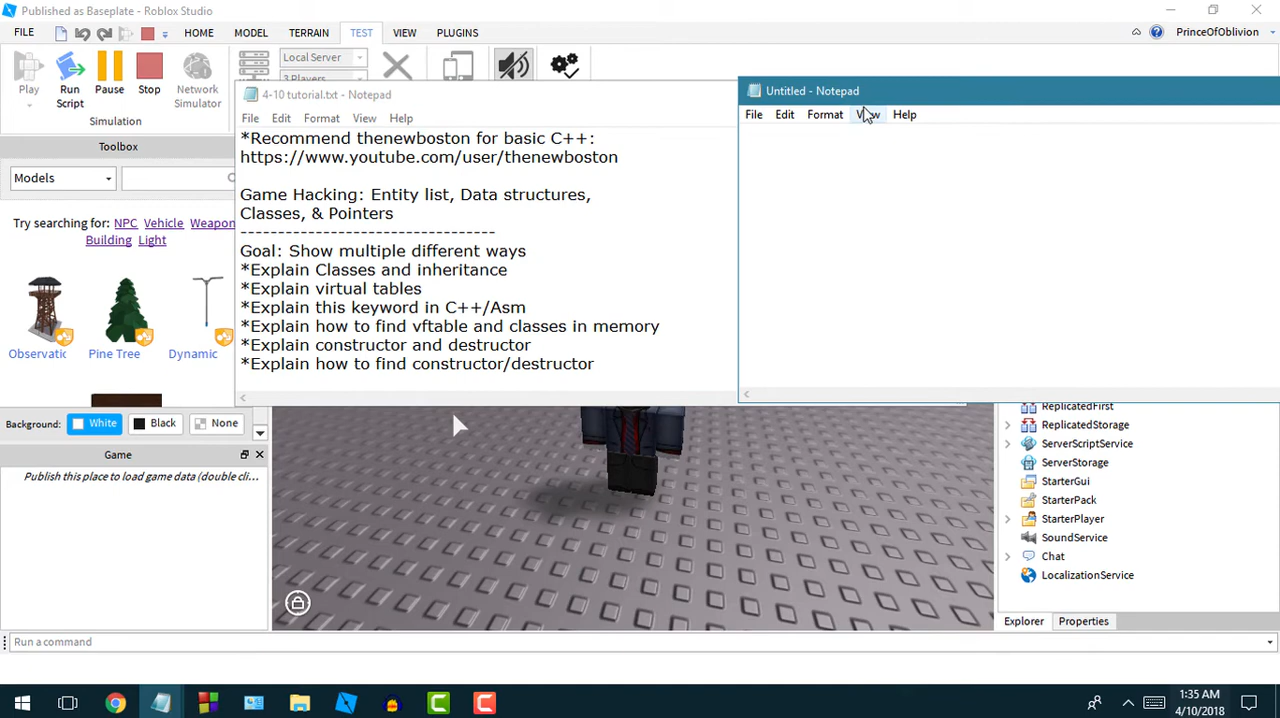 Published as Baseplate - Roblox Studio
FILE
HOME
MODEL
TERRAIN
TEST
VIEW
PLUGINS
PrinceOfOblivion
Play
Run Script
Pause
Stop
Network Simulator
Local Server
3 Players
Simulation
Toolbox
Models
Try searching for: NPC Vehicle Weapon
Building Light
Observatic
Pine Tree
Dynamic
Background:
White
Black
None
Game
Publish this place to load game data (double cli...
4-10 tutorial.txt - Notepad
File Edit Format View Help
*Recommend thenewboston for basic C++:
https://www.youtube.com/user/thenewboston
Game Hacking: Entity list, Data structures,
Classes, & Pointers
---------------------------------
Goal: Show multiple different ways
*Explain Classes and inheritance
*Explain virtual tables
*Explain this keyword in C++/Asm
*Explain how to find vftable and classes in memory
*Explain constructor and destructor
*Explain how to find constructor/destructor
Untitled - Notepad
File Edit Format View Help
ReplicatedFirst
ReplicatedStorage
ServerScriptService
ServerStorage
StarterGui
StarterPack
StarterPlayer
SoundService
Chat
LocalizationService
Explorer
Properties
Run a command
1:35 AM
4/10/2018